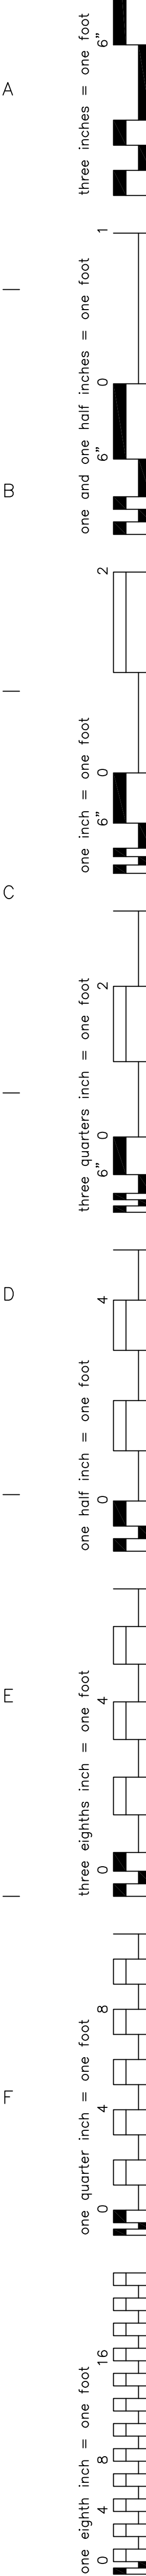 A
three inches = one foot
6"
one and one half inches = one foot
6" 0 1
B
one inch = one foot
6" 0 2
C
three quarters inch = one foot
6" 0 2
D
one half inch = one foot
0 4
E
three eighths inch = one foot
0 4
F
one quarter inch = one foot
0 4 8
one eighth inch = one foot
0 4 8 16